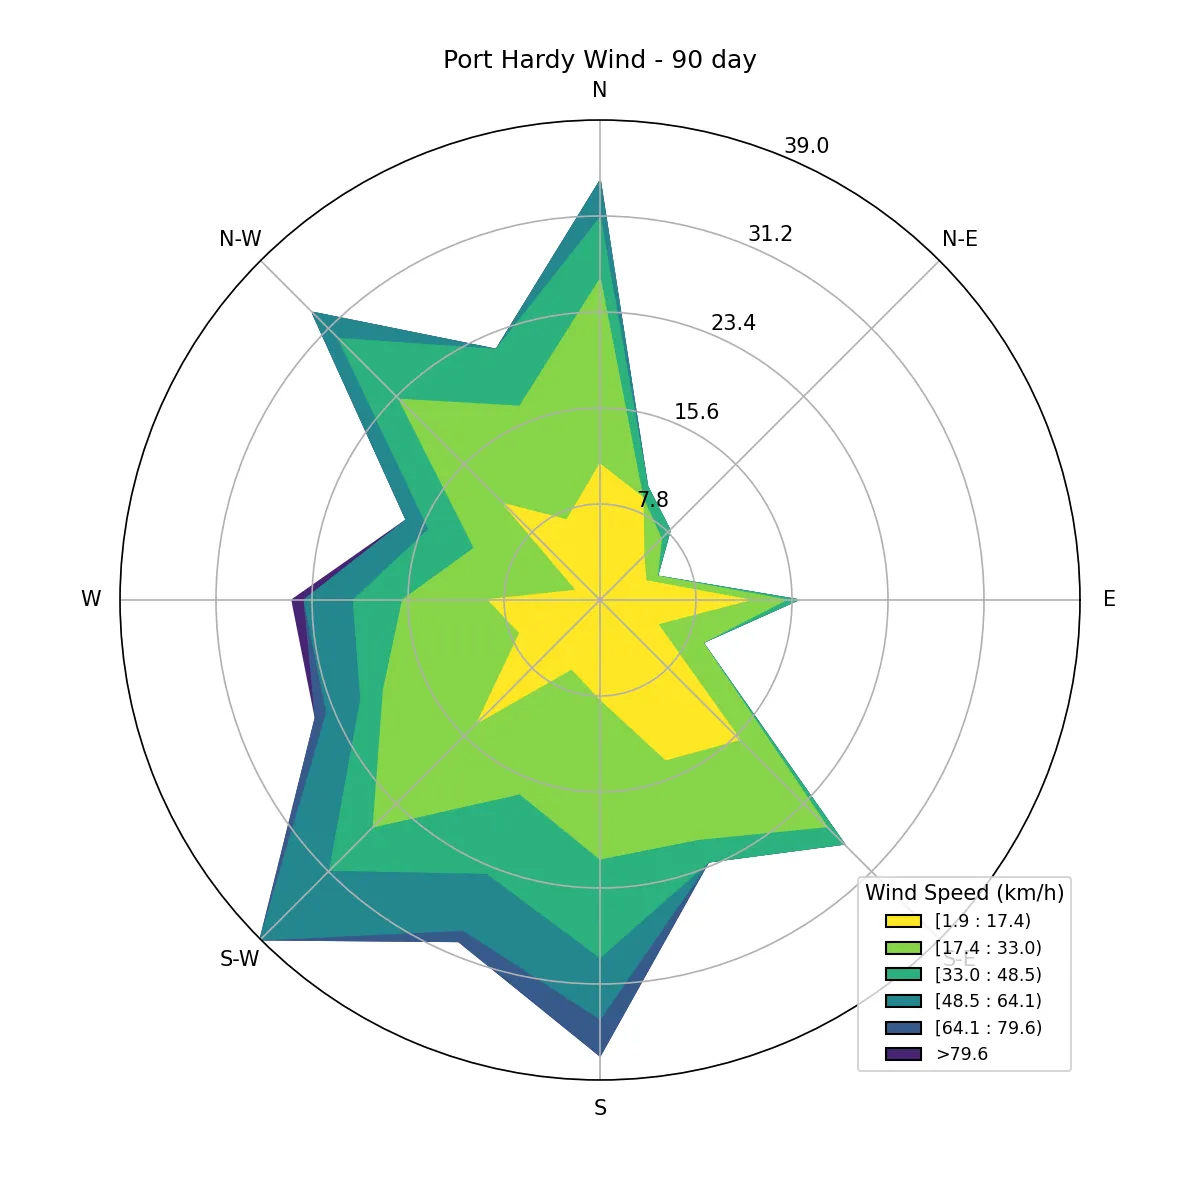 Port Hardy Wind - 90 day
N
39.0
N-W
31.2
N-E
23.4
15.6
7.8
W
E
S-W
S-E
S
Wind Speed (km/h)
[1.9 : 17.4)
[17.4 : 33.0)
[33.0 : 48.5)
[48.5 : 64.1)
[64.1 : 79.6)
>79.6